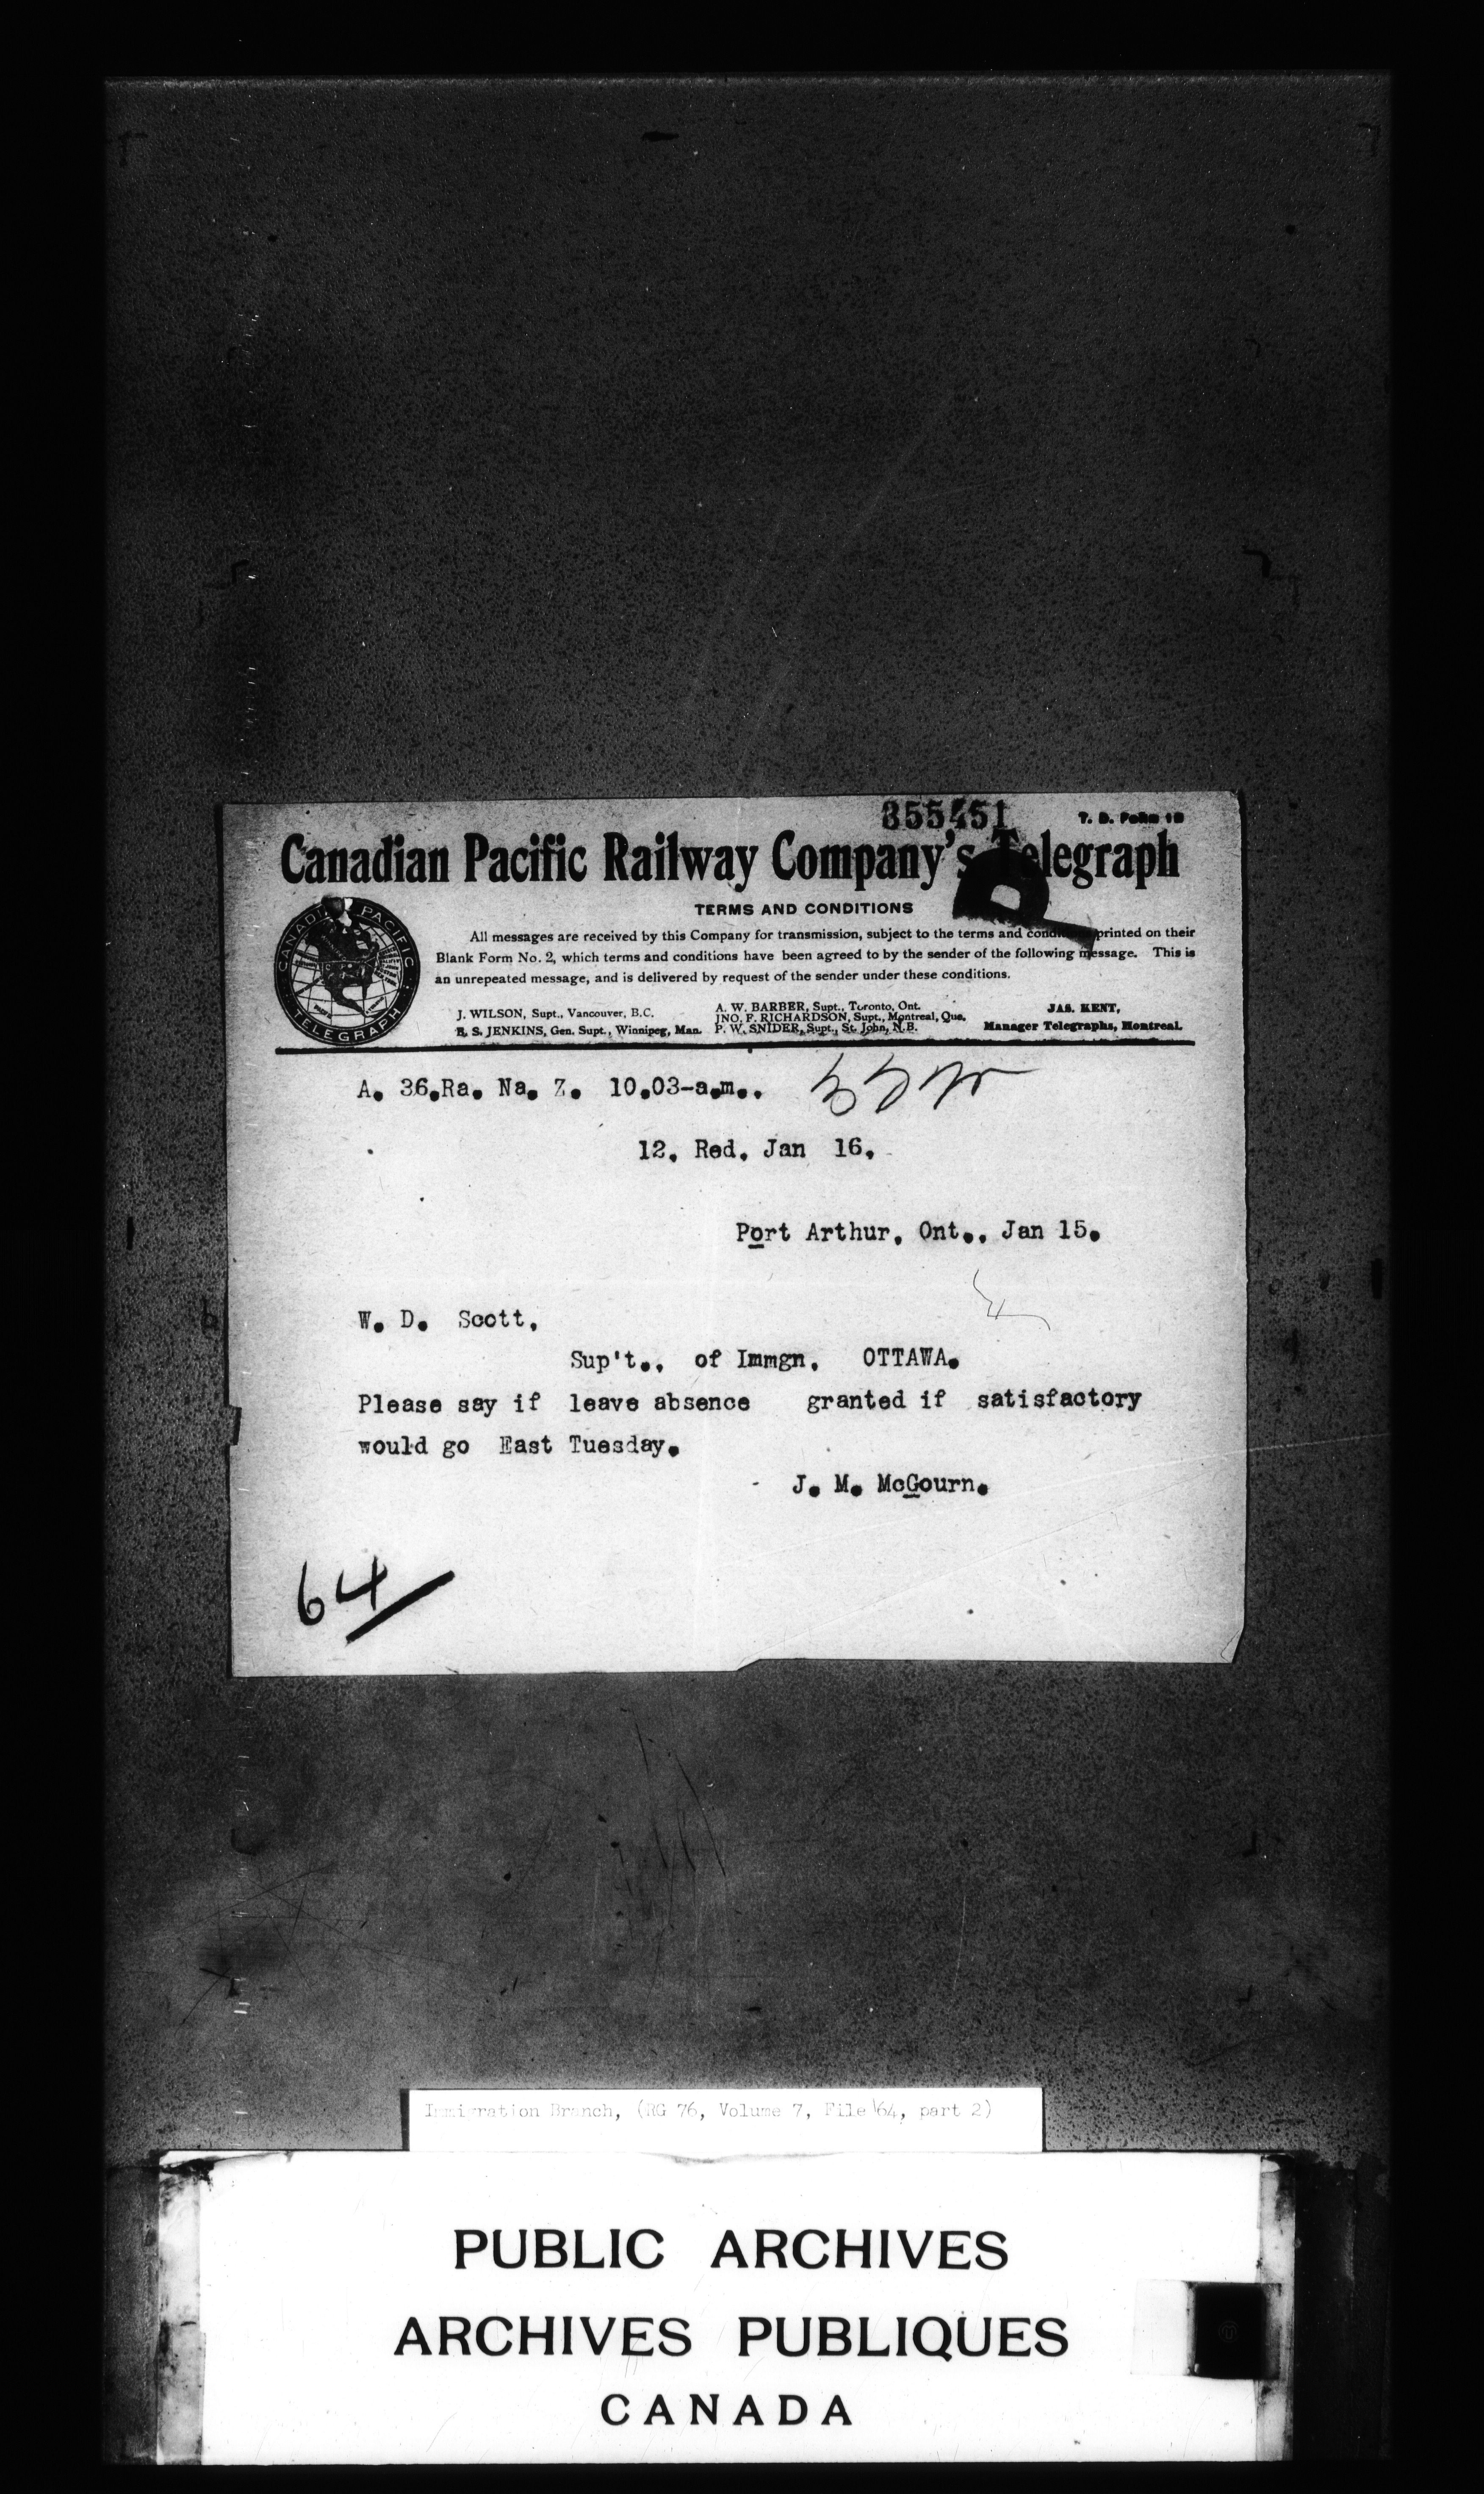 355451
T. D. Form 1B
Canadian Pacific Railway Company's Telegraph
TERMS AND CONDITIONS
All messages are received by this Company for transmission, subject to the terms and conditions printed on their
Blank Form No. 2, which terms and conditions have been agreed to by the sender of the following message. This is
an unrepeated message, and is delivered by request of the sender under these conditions.
CANADIAN PACIFIC
TELEGRAPH
J. WILSON, Supt., Vancouver, B.C.
B. S. JENKINS, Gen. Supt., Winnipeg, Man.
A. W. BARBER, Supt., Toronto, Ont.
JNO. F. RICHARDSON, Supt., Montreal, Que.
P. W. SNIDER, Supt., St. John, N.B.
JAS. KENT,
Manager Telegraphs, Montreal.
A. 36.Ra. Na. Z. 10.03-a.m..
12. Red. Jan 16.
Port Arthur, Ont., Jan 15.
W. D. Scott,
Sup't., of Immgn. OTTAWA.
Please say if leave absence granted if satisfactory
would go East Tuesday.
J. M. McGourn.
64
Immigration Branch, (RG 76, Volume 7, File 64, part 2)
PUBLIC ARCHIVES
ARCHIVES PUBLIQUES
CANADA